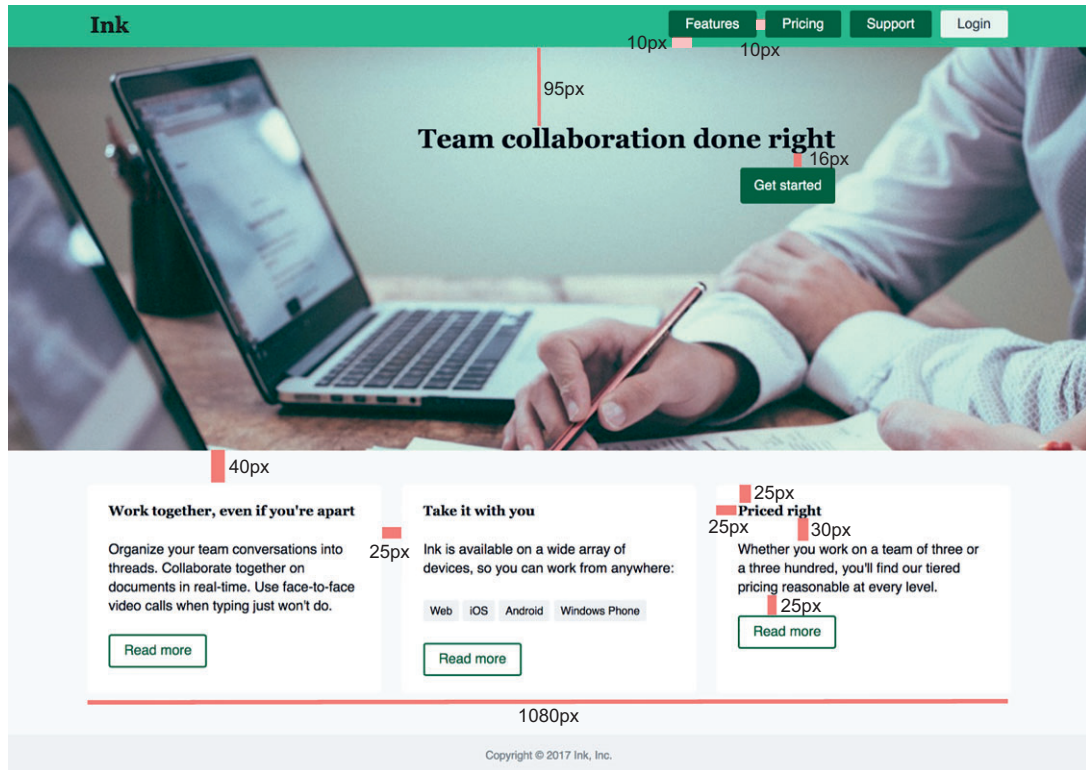 Ink
Features
Pricing
Support
Login
10px
10px
95px
Team collaboration done right
16px
Get started
40px
Work together, even if you're apart
Organize your team conversations into
threads. Collaborate together on
documents in real-time. Use face-to-face
video calls when typing just won't do.
Read more
25px
Take it with you
Ink is available on a wide array of
devices, so you can work from anywhere:
Web
iOS
Android
Windows Phone
Read more
25px
25px
Priced right
30px
Whether you work on a team of three or
a three hundred, you'll find our tiered
pricing reasonable at every level.
25px
Read more
1080px
Copyright © 2017 Ink, Inc.